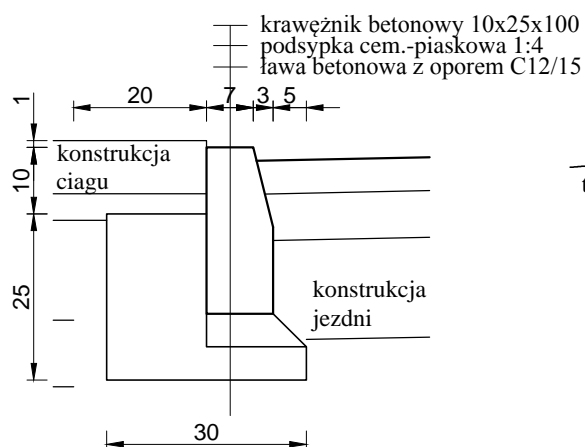 krawężnik betonowy 10x25x100
podsypka cem.-piaskowa 1:4
ława betonowa z oporem C12/15
20 7 3 5
1
konstrukcja
ciagu
10
25
konstrukcja
jezdni
30
t